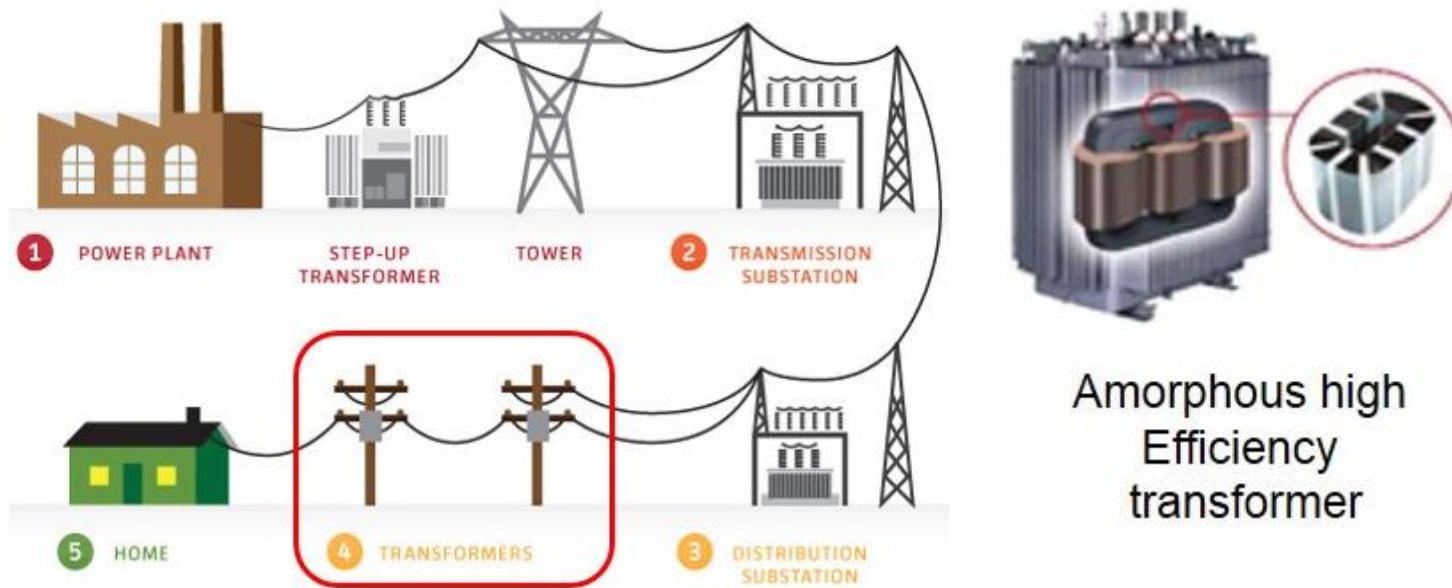 1 POWER PLANT
STEP-UP
TRANSFORMER
TOWER
2 TRANSMISSION
SUBSTATION
5 HOME
4 TRANSFORMERS
3 DISTRIBUTION
SUBSTATION
Amorphous high
Efficiency
transformer